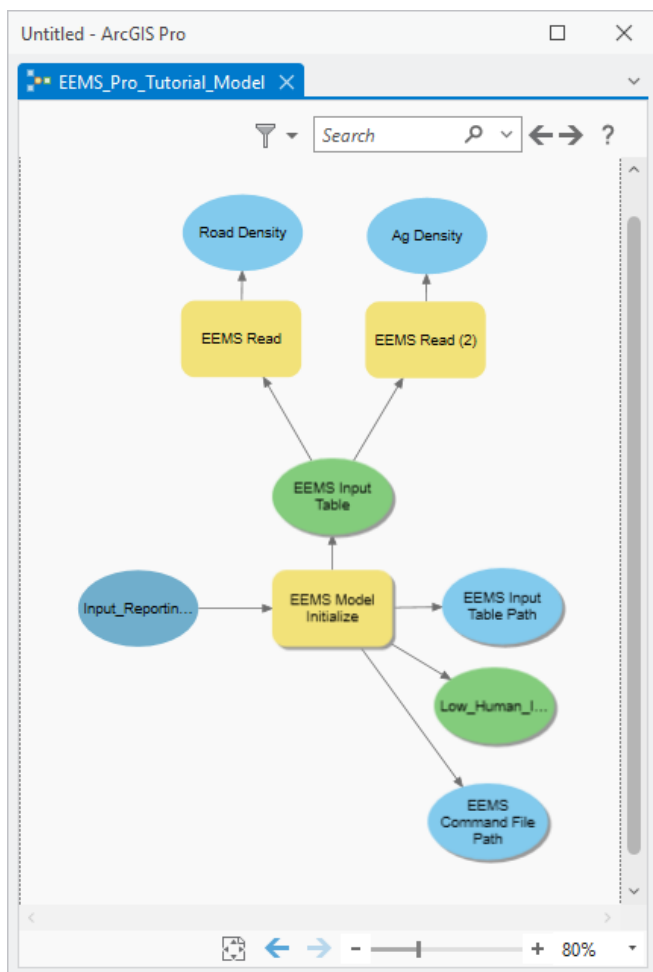 Untitled - ArcGIS Pro
EEMS_Pro_Tutorial_Model
Search
?
Road Density
Ag Density
EEMS Read
EEMS Read (2)
EEMS Input
Table
Input_Reportin...
EEMS Model
Initialize
EEMS Input
Table Path
Low_Human_I...
EEMS
Command File
Path
80%